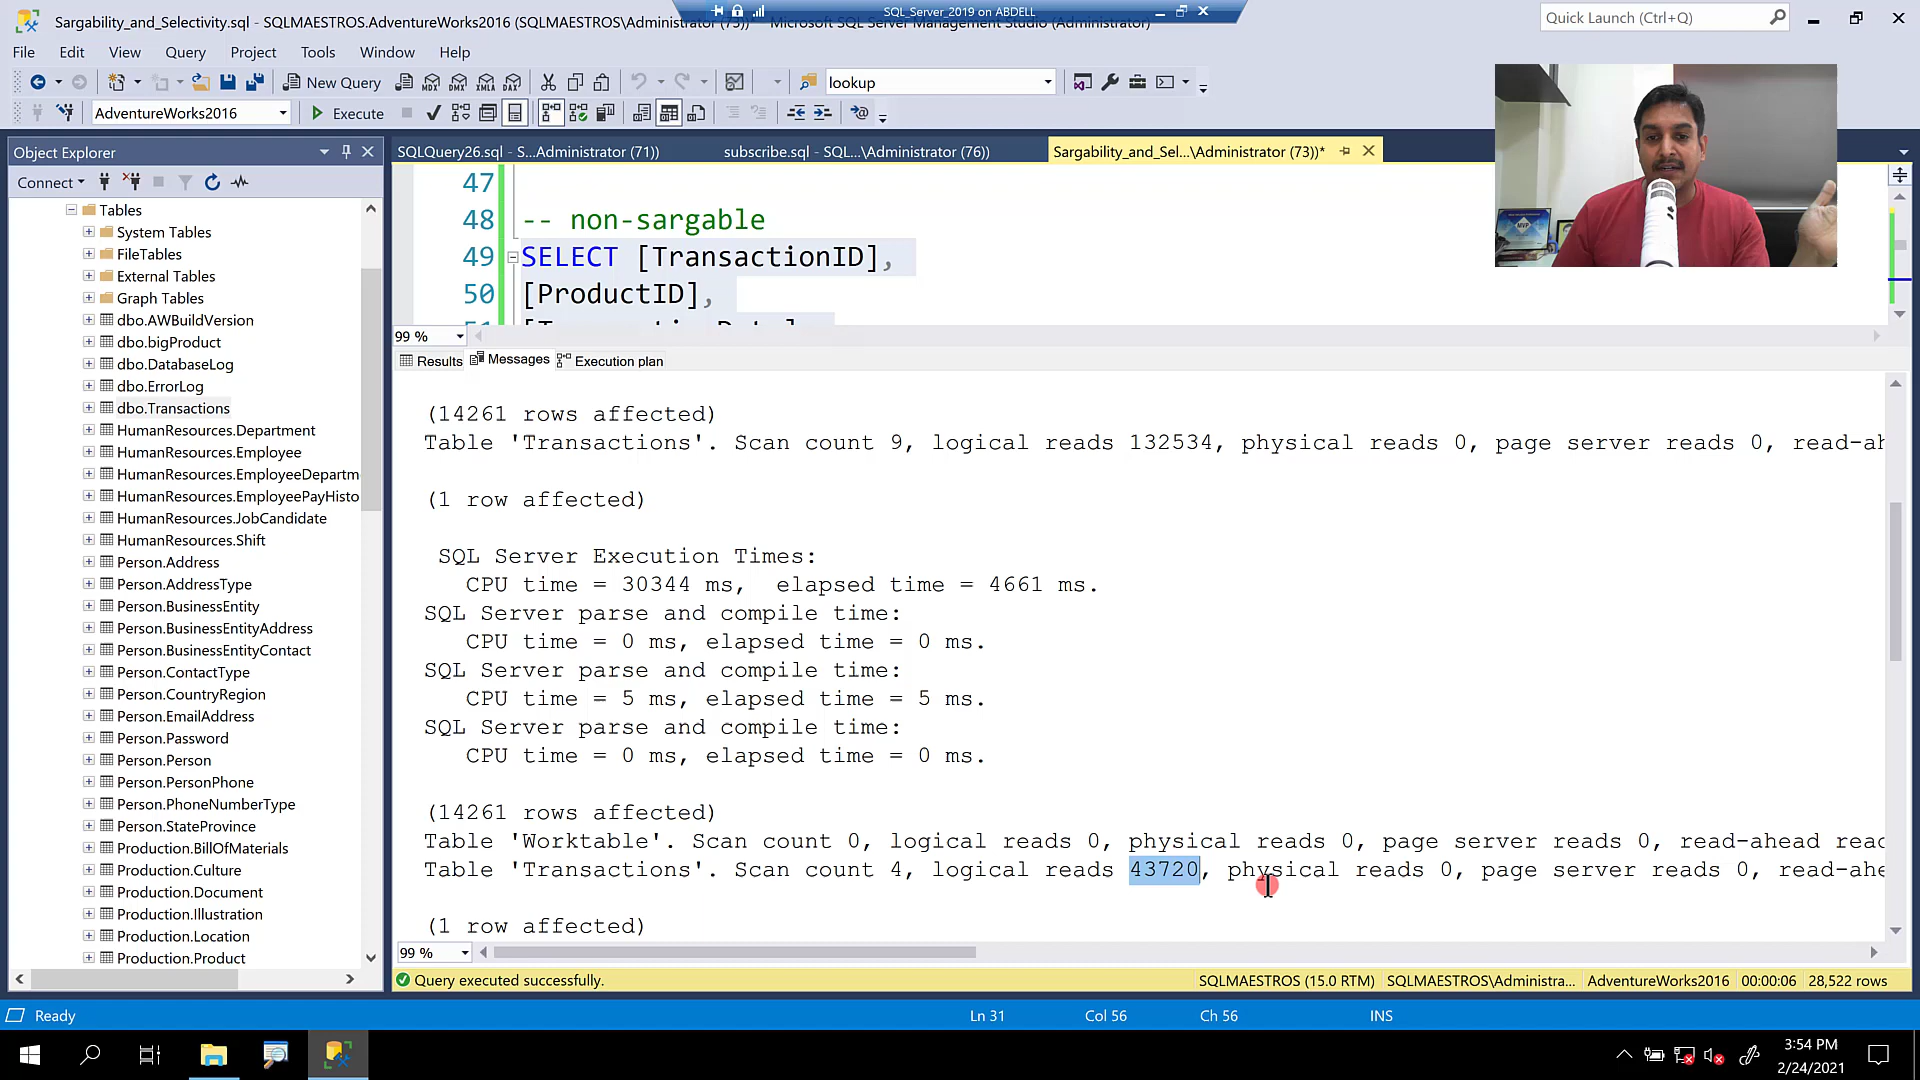 Sargability_and_Selectivity.sql - SQLMAESTROS.AdventureWorks2016 (SQLMAESTROS\Administrator (73))* - Microsoft SQL Server Management Studio (Administrator)
SQL_Server_2019 on ABDELL
Quick Launch (Ctrl+Q)
File Edit View Query Project Tools Window Help
New Query
MDX DMX XMLA DAX
lookup
AdventureWorks2016
Execute
Object Explorer
Connect
Tables
System Tables
FileTables
External Tables
Graph Tables
dbo.AWBuildVersion
dbo.bigProduct
dbo.DatabaseLog
dbo.ErrorLog
dbo.Transactions
HumanResources.Department
HumanResources.Employee
HumanResources.EmployeeDepartm
HumanResources.EmployeePayHisto
HumanResources.JobCandidate
HumanResources.Shift
Person.Address
Person.AddressType
Person.BusinessEntity
Person.BusinessEntityAddress
Person.BusinessEntityContact
Person.ContactType
Person.CountryRegion
Person.EmailAddress
Person.Password
Person.Person
Person.PersonPhone
Person.PhoneNumberType
Person.StateProvince
Production.BillOfMaterials
Production.Culture
Production.Document
Production.Illustration
Production.Location
Production.Product
SQLQuery26.sql - S...Administrator (71))
subscribe.sql - SQL...\Administrator (76))
Sargability_and_Sel...\Administrator (73))*
47
48 -- non-sargable
49 SELECT [TransactionID],
50 [ProductID],
99 %
Results Messages Execution plan
(14261 rows affected)
Table 'Transactions'. Scan count 9, logical reads 132534, physical reads 0, page server reads 0, read-ah
(1 row affected)
SQL Server Execution Times:
CPU time = 30344 ms, elapsed time = 4661 ms.
SQL Server parse and compile time:
CPU time = 0 ms, elapsed time = 0 ms.
SQL Server parse and compile time:
CPU time = 5 ms, elapsed time = 5 ms.
SQL Server parse and compile time:
CPU time = 0 ms, elapsed time = 0 ms.
(14261 rows affected)
Table 'Worktable'. Scan count 0, logical reads 0, physical reads 0, page server reads 0, read-ahead read
Table 'Transactions'. Scan count 4, logical reads 43720, physical reads 0, page server reads 0, read-ahe
(1 row affected)
99 %
Query executed successfully.
SQLMAESTROS (15.0 RTM) SQLMAESTROS\Administra... AdventureWorks2016 00:00:06 28,522 rows
Ready
Ln 31 Col 56 Ch 56 INS
3:54 PM
2/24/2021